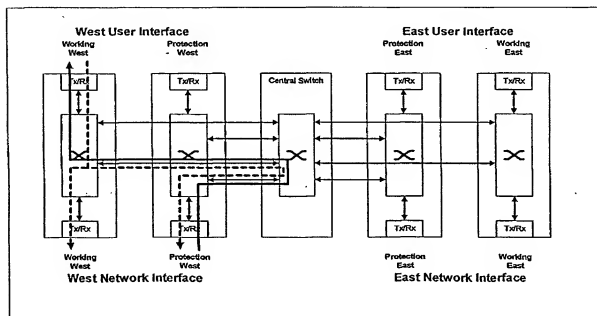 West User Interface
East User Interface
Working West
Protection West
Protection East
Working East
Tx/Rx
Tx/Rx
Central Switch
Tx/Rx
Tx/Rx
Tx/Rx
Tx/Rx
Tx/Rx
Tx/Rx
Working West
Protection West
Protection East
Working East
West Network Interface
East Network Interface